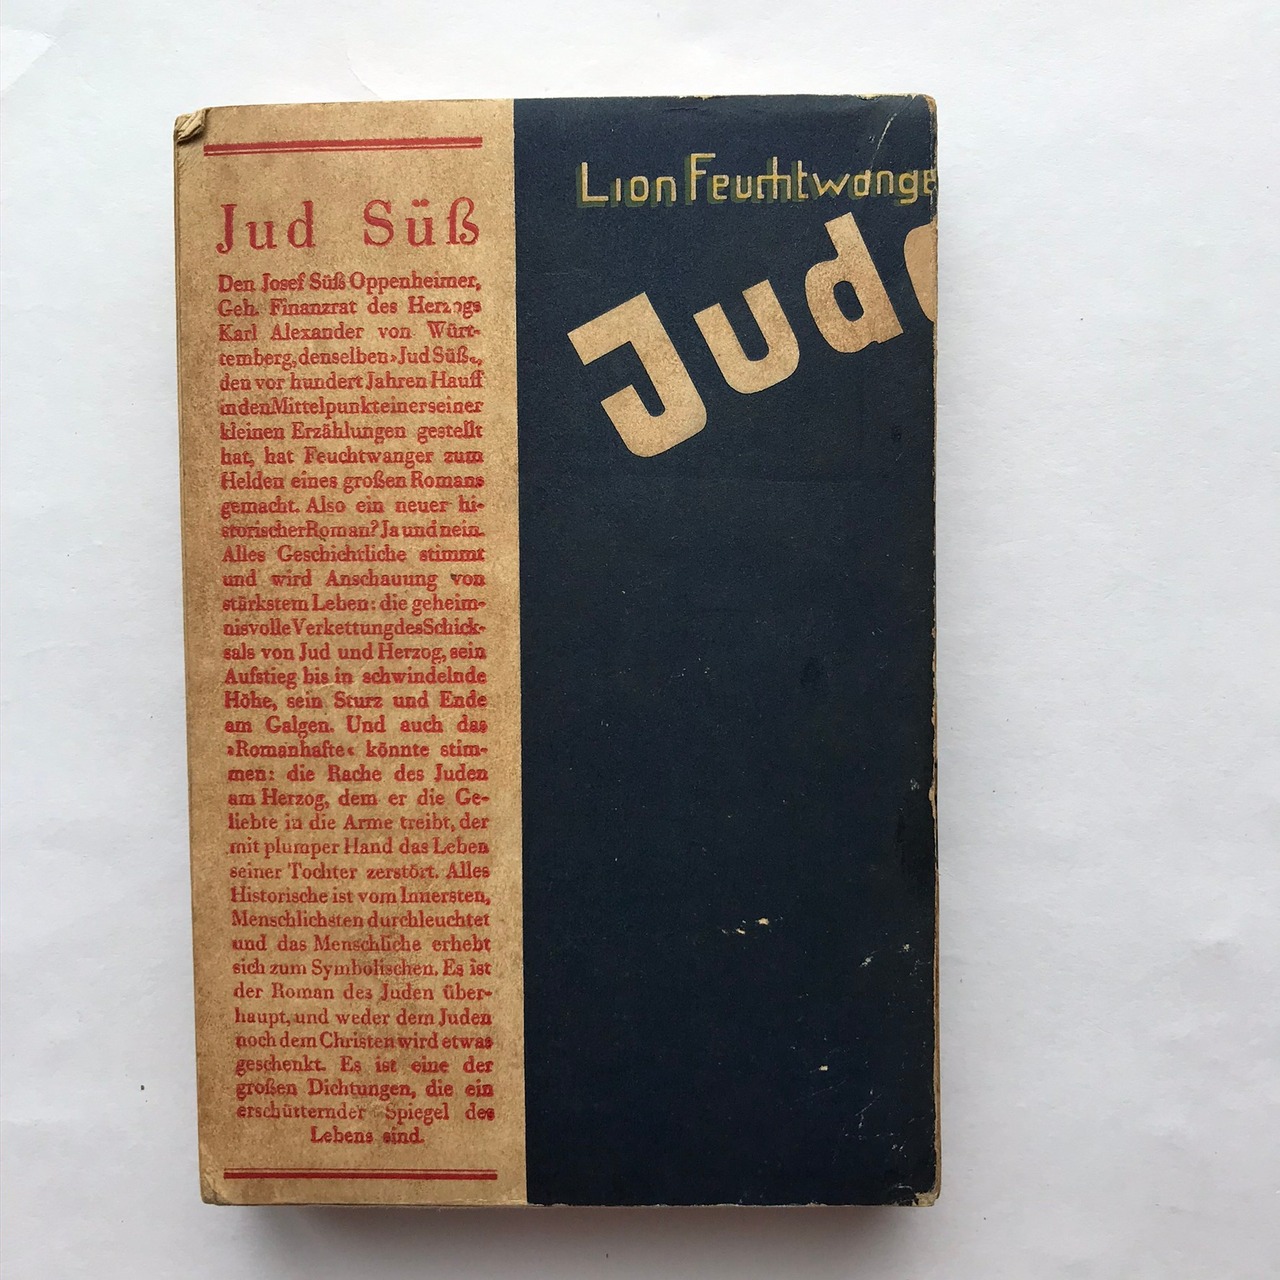 Jud Süß
Den Josef Süß Oppenheimer,
Geh. Finanzrat des Herzogs
Karl Alexander von Würt-
temberg, denselben »Jud Süß«,
den vor hundert Jahren Hauff
in den Mittelpunkt einer seiner
kleinen Erzählungen gestellt
hat, hat Feuchtwanger zum
Helden eines großen Romans
gemacht. Also ein neuer hi-
storischer Roman? Ja und nein.
Alles Geschichtliche stimmt
und wird Anschauung von
stärkstem Leben: die geheim-
nisvolle Verkettung des Schick-
sals von Jud und Herzog, sein
Aufstieg bis in schwindelnde
Höhe, sein Sturz und Ende
am Galgen. Und auch das
»Romanhafte« könnte stim-
men: die Rache des Juden
am Herzog, dem er die Ge-
liebte in die Arme treibt, der
mit plumper Hand das Leben
seiner Tochter zerstört. Alles
Historische ist vom Innersten,
Menschlichsten durchleuchtet
und das Menschliche erhebt
sich zum Symbolischen. Es ist
der Roman des Juden über-
haupt, und weder dem Juden
noch dem Christen wird etwas
geschenkt. Es ist eine der
großen Dichtungen, die ein
erschütternder Spiegel des
Lebens sind.
Lion Feuchtwange
Jud